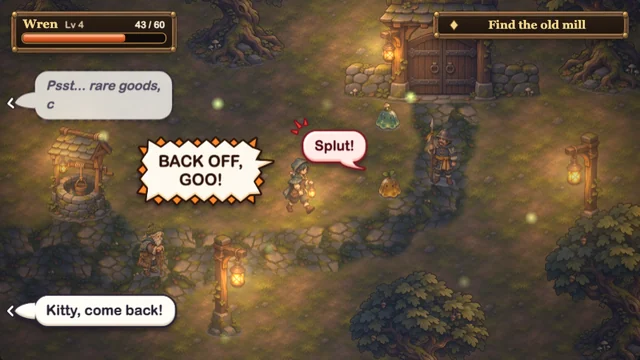 Wren Lv 4 43 / 60
Find the old mill
Psst... rare goods,
c
BACK OFF,
GOO!
Splut!
Kitty, come back!